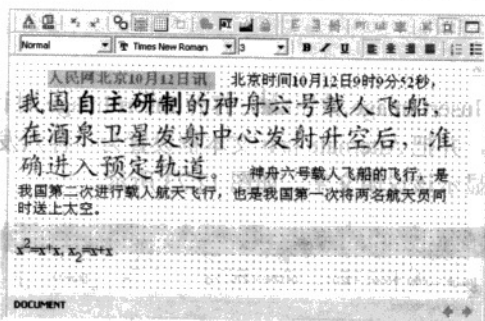 Normal Times New Roman 3 B I U
人民网北京10月12日讯 北京时间10月12日9时9分52秒,
我国自主研制的神舟六号载人飞船,
在酒泉卫星发射中心发射升空后，准
确进入预定轨道。 神舟六号载人飞船的飞行，是
我国第二次进行载人航天飞行，也是我国第一次将两名航天员同
时送上太空。
x²=x+x, x₂=x+x
DOCUMENT